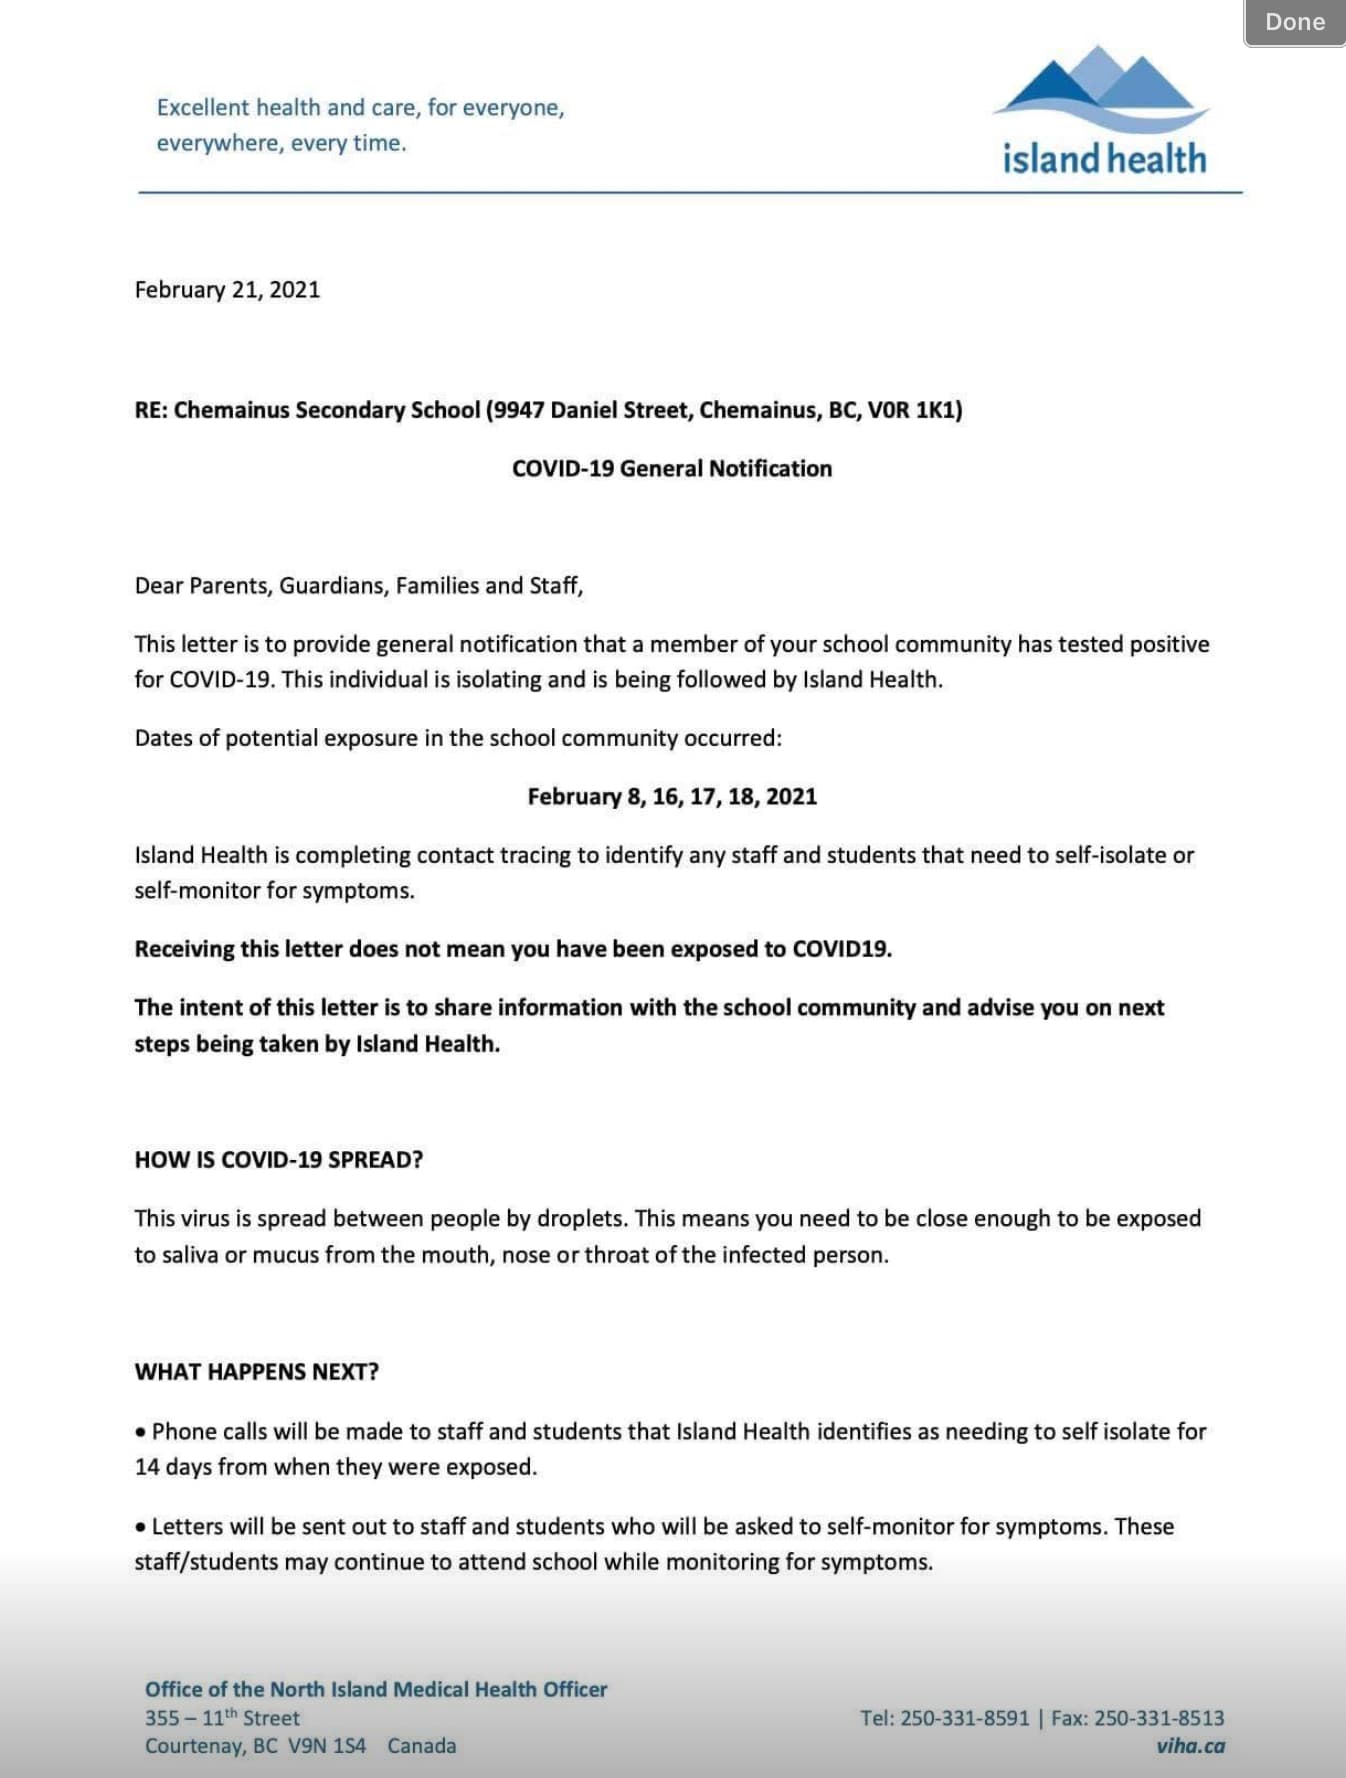 Done
Excellent health and care, for everyone,
everywhere, every time.
island health
February 21, 2021
RE: Chemainus Secondary School (9947 Daniel Street, Chemainus, BC, V0R 1K1)
COVID-19 General Notification
Dear Parents, Guardians, Families and Staff,
This letter is to provide general notification that a member of your school community has tested positive
for COVID-19. This individual is isolating and is being followed by Island Health.
Dates of potential exposure in the school community occurred:
February 8, 16, 17, 18, 2021
Island Health is completing contact tracing to identify any staff and students that need to self-isolate or
self-monitor for symptoms.
Receiving this letter does not mean you have been exposed to COVID19.
The intent of this letter is to share information with the school community and advise you on next
steps being taken by Island Health.
HOW IS COVID-19 SPREAD?
This virus is spread between people by droplets. This means you need to be close enough to be exposed
to saliva or mucus from the mouth, nose or throat of the infected person.
WHAT HAPPENS NEXT?
• Phone calls will be made to staff and students that Island Health identifies as needing to self isolate for
14 days from when they were exposed.
• Letters will be sent out to staff and students who will be asked to self-monitor for symptoms. These
staff/students may continue to attend school while monitoring for symptoms.
Office of the North Island Medical Health Officer
355 – 11th Street
Tel: 250-331-8591 | Fax: 250-331-8513
Courtenay, BC V9N 1S4 Canada
viha.ca